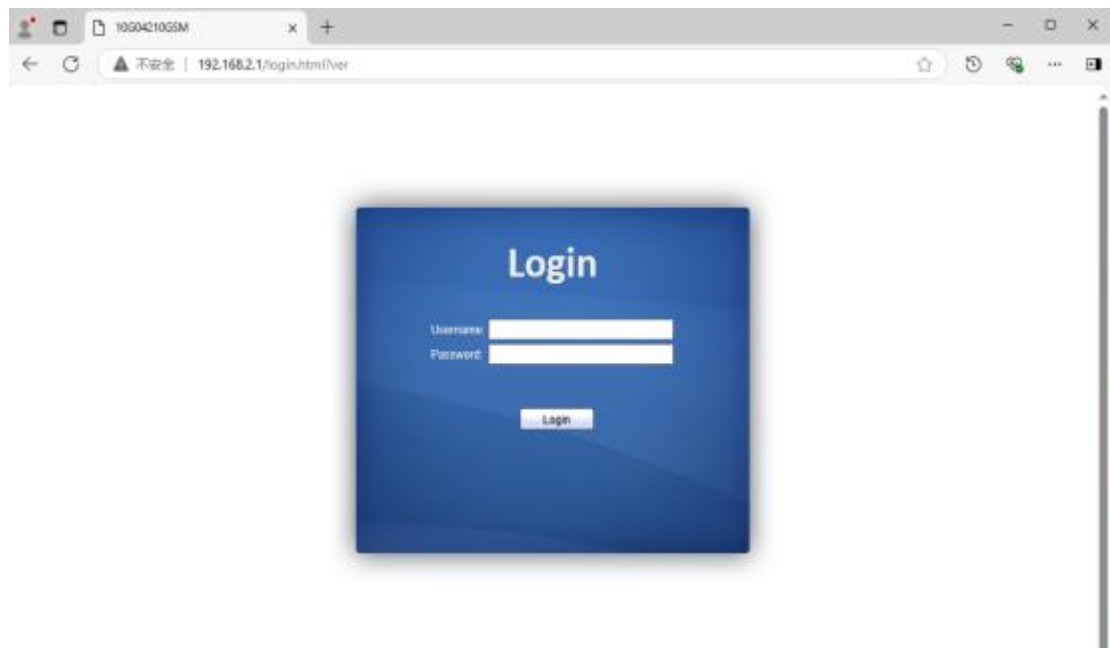 10G04210GSM
不安全 | 192.168.2.1/login.html?ver
Login
Username:
Password:
Login